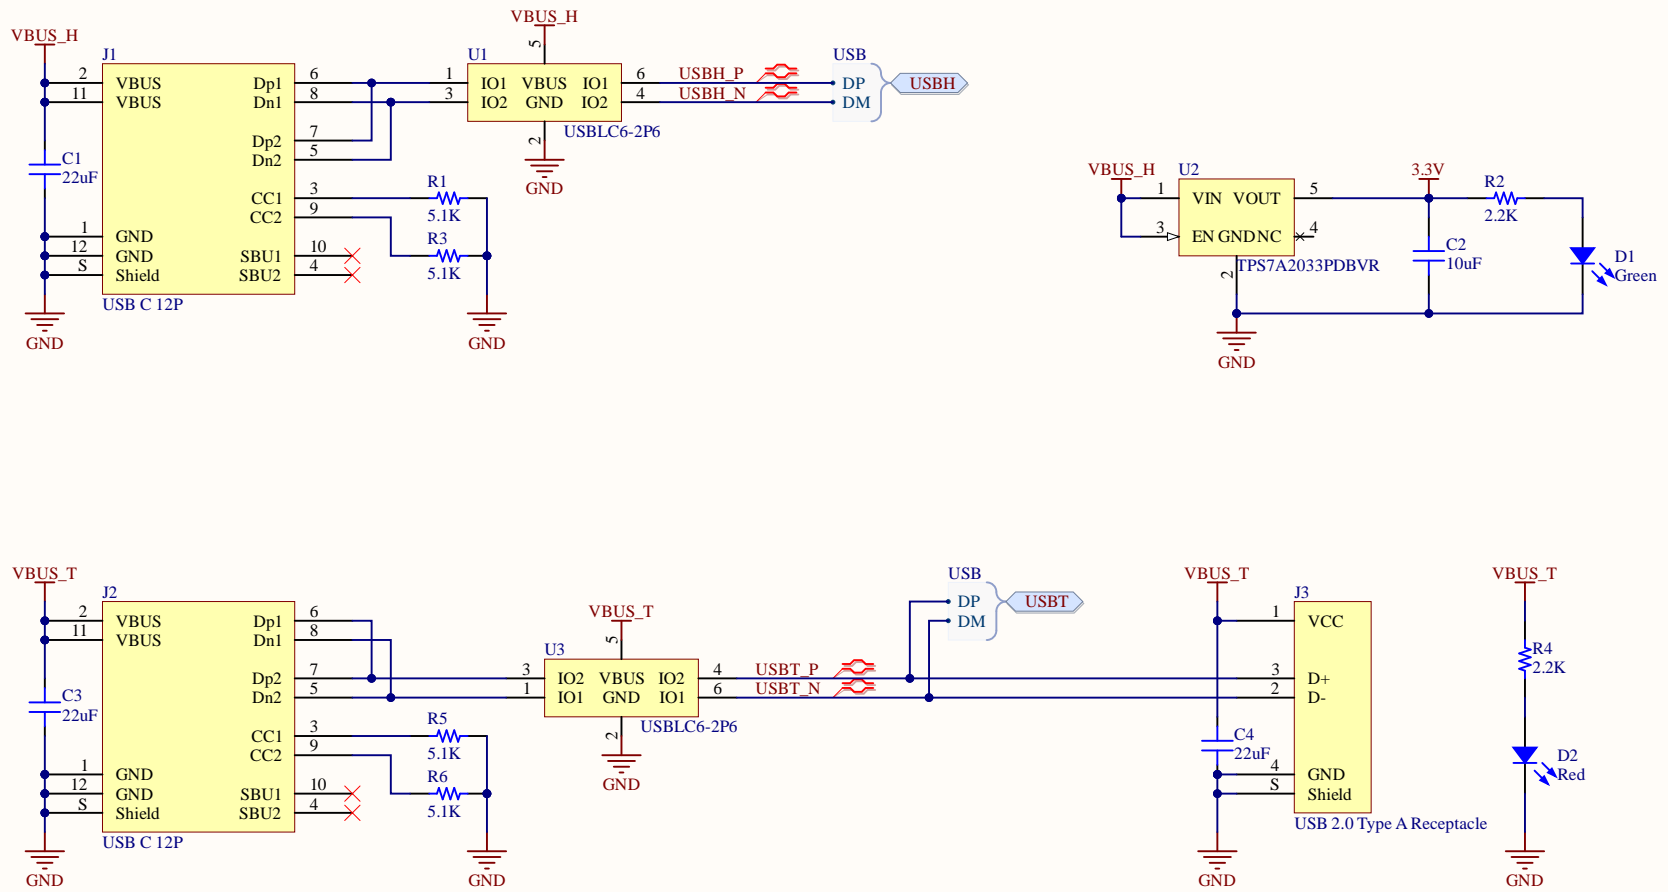 VBUS_H
J1
2 VBUS Dp1 6
11 VBUS Dn1 8
Dp2 7
Dn2 5
C1
22uF
CC1 3
CC2 9
1 GND
12 GND SBU1 10
S Shield SBU2 4
USB C 12P
GND
R1
5.1K
R3
5.1K
GND
VBUS_H
5
U1
1 IO1 VBUS IO1 6
3 IO2 GND IO2 4
USBLC6-2P6
2
GND
USBH_P
USBH_N
USB
DP
DM
USBH
VBUS_H
U2
1 VIN VOUT 5
3 EN GND NC 4
TPS7A2033PDBVR
2
GND
3.3V
R2
2.2K
C2
10uF
D1
Green
VBUS_T
J2
2 VBUS Dp1 6
11 VBUS Dn1 8
Dp2 7
Dn2 5
C3
22uF
CC1 3
CC2 9
1 GND
12 GND SBU1 10
S Shield SBU2 4
USB C 12P
GND
R5
5.1K
R6
5.1K
GND
VBUS_T
5
U3
3 IO2 VBUS IO2 4
1 IO1 GND IO1 6
USBLC6-2P6
2
GND
USBT_P
USBT_N
USB
DP
DM
USBT
VBUS_T
J3
1 VCC
3 D+
2 D-
C4
22uF
4 GND
S Shield
USB 2.0 Type A Receptacle
GND
VBUS_T
R4
2.2K
D2
Red
GND